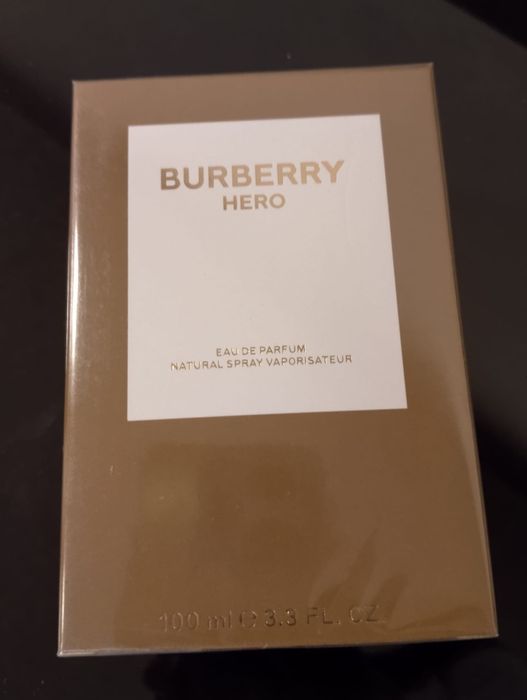 BURBERRY
HERO
EAU DE PARFUM
NATURAL SPRAY VAPORISATEUR
100 ml ℮ 3.3 FL. OZ.